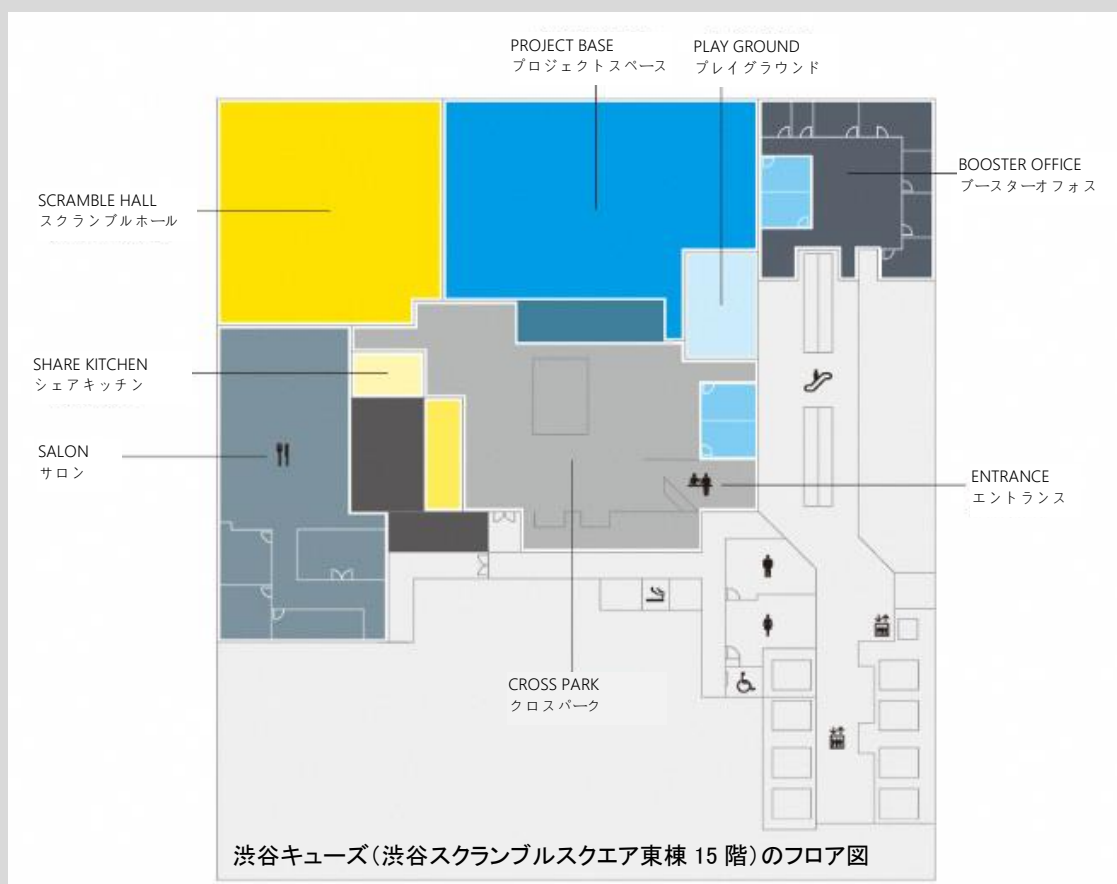 PROJECT BASE
プロジェクトスペース
PLAY GROUND
プレイグラウンド
BOOSTER OFFICE
ブースターオフォス
SCRAMBLE HALL
スクランブルホール
SHARE KITCHEN
シェアキッチン
SALON
サロン
ENTRANCE
エントランス
CROSS PARK
クロスパーク
渋谷キューズ（渋谷スクランブルスクエア東棟 15 階）のフロア図